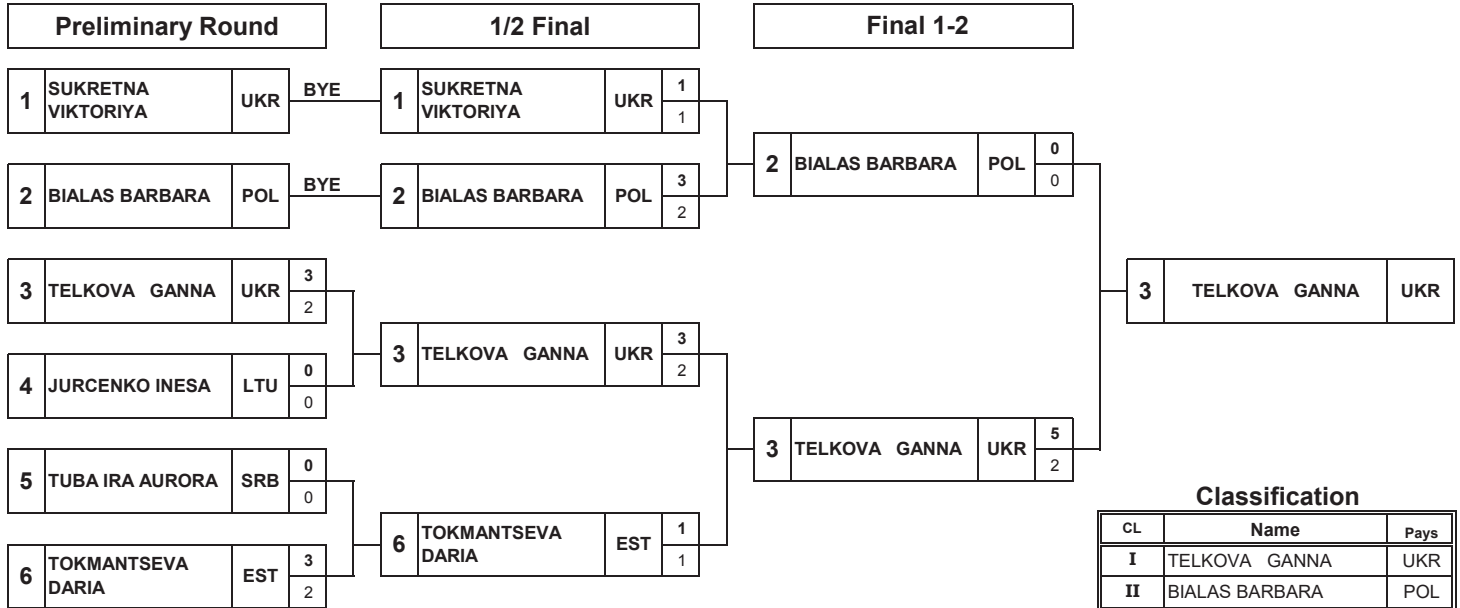 Preliminary Round
1/2 Final
Final 1-2
1 SUKRETNA VIKTORIYA UKR
BYE
1 SUKRETNA VIKTORIYA UKR 1 1
2 BIALAS BARBARA POL
BYE
2 BIALAS BARBARA POL 3 2
2 BIALAS BARBARA POL 0 0
3 TELKOVA GANNA UKR 3 2
4 JURCENKO INESA LTU 0 0
3 TELKOVA GANNA UKR 3 2
5 TUBA IRA AURORA SRB 0 0
6 TOKMANTSEVA DARIA EST 3 2
6 TOKMANTSEVA DARIA EST 1 1
3 TELKOVA GANNA UKR 5 2
3 TELKOVA GANNA UKR
Classification
CL Name Pays
I TELKOVA GANNA UKR
II BIALAS BARBARA POL